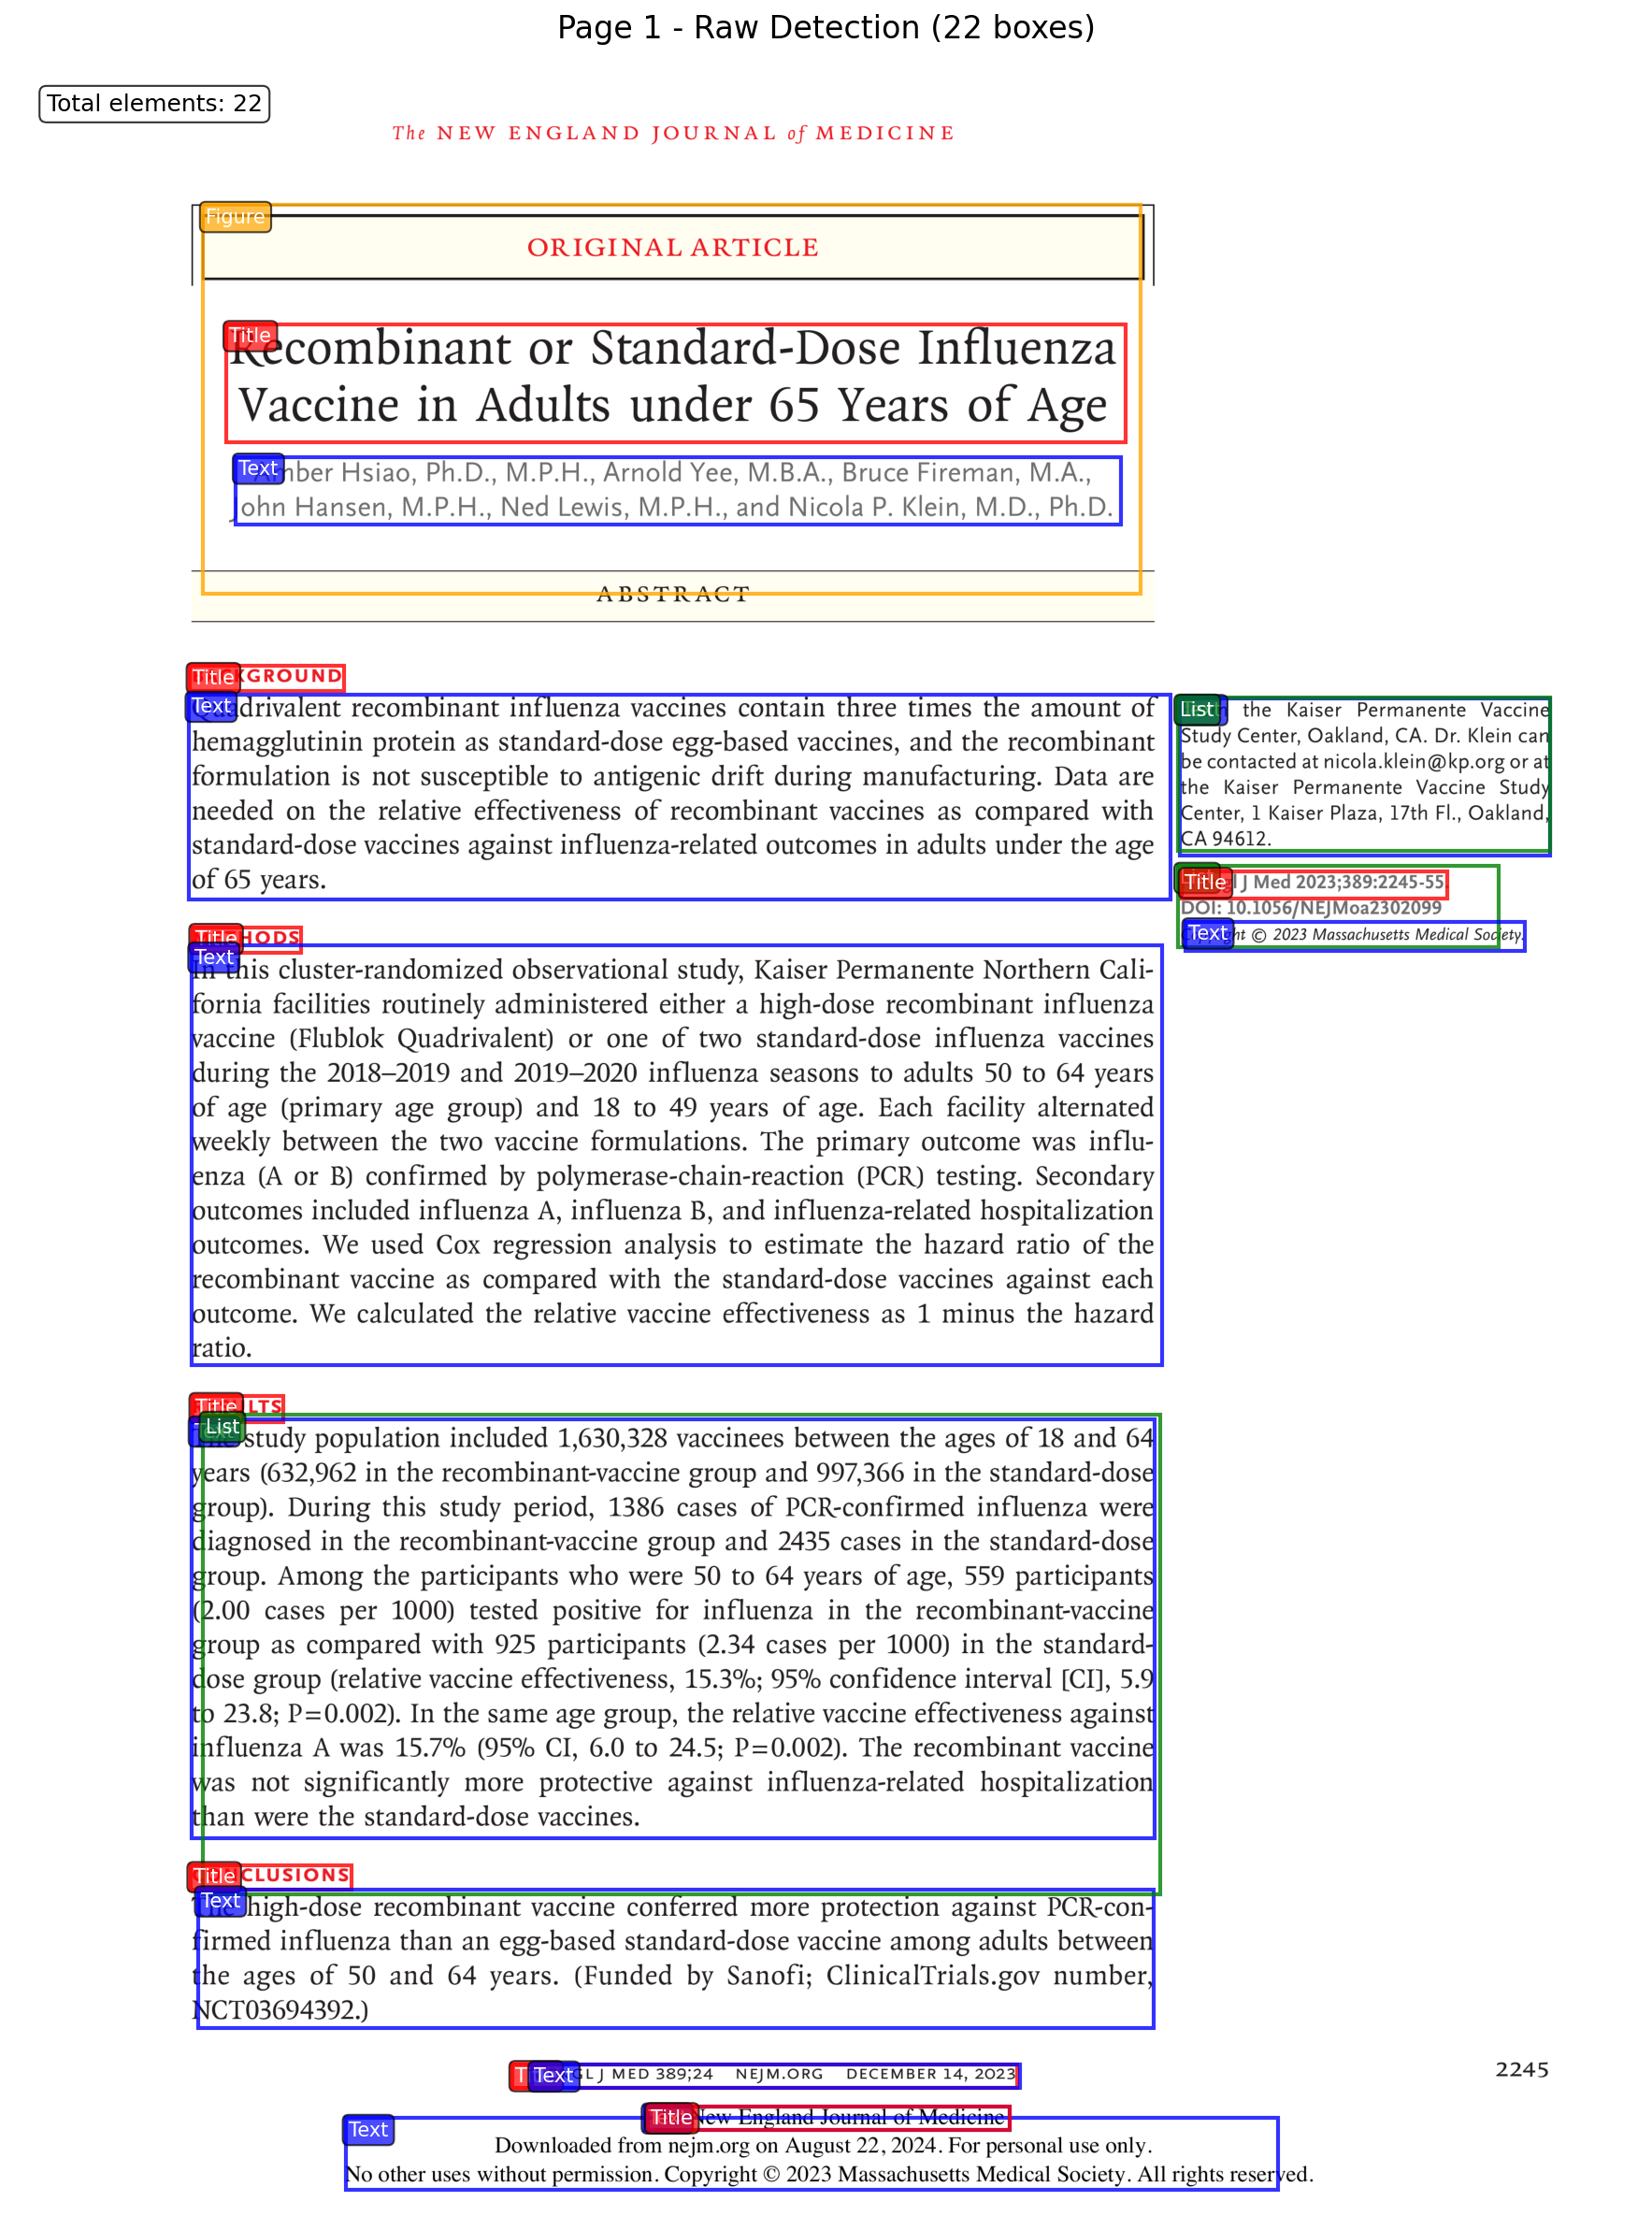 Page 1 - Raw Detection (22 boxes)
Total elements: 22
The NEW ENGLAND JOURNAL of MEDICINE
Figure
ORIGINAL ARTICLE
Title
Recombinant or Standard-Dose Influenza
Vaccine in Adults under 65 Years of Age
Text
Amber Hsiao, Ph.D., M.P.H., Arnold Yee, M.B.A., Bruce Fireman, M.A.,
John Hansen, M.P.H., Ned Lewis, M.P.H., and Nicola P. Klein, M.D., Ph.D.
ABSTRACT
Title
KGROUND
Text
Quadrivalent recombinant influenza vaccines contain three times the amount of
hemagglutinin protein as standard-dose egg-based vaccines, and the recombinant
formulation is not susceptible to antigenic drift during manufacturing. Data are
needed on the relative effectiveness of recombinant vaccines as compared with
standard-dose vaccines against influenza-related outcomes in adults under the age
of 65 years.
Title
HODS
Text
In this cluster-randomized observational study, Kaiser Permanente Northern Cali-
fornia facilities routinely administered either a high-dose recombinant influenza
vaccine (Flublok Quadrivalent) or one of two standard-dose influenza vaccines
during the 2018–2019 and 2019–2020 influenza seasons to adults 50 to 64 years
of age (primary age group) and 18 to 49 years of age. Each facility alternated
weekly between the two vaccine formulations. The primary outcome was influ-
enza (A or B) confirmed by polymerase-chain-reaction (PCR) testing. Secondary
outcomes included influenza A, influenza B, and influenza-related hospitalization
outcomes. We used Cox regression analysis to estimate the hazard ratio of the
recombinant vaccine as compared with the standard-dose vaccines against each
outcome. We calculated the relative vaccine effectiveness as 1 minus the hazard
ratio.
Title
LTS
List
The study population included 1,630,328 vaccinees between the ages of 18 and 64
years (632,962 in the recombinant-vaccine group and 997,366 in the standard-dose
group). During this study period, 1386 cases of PCR-confirmed influenza were
diagnosed in the recombinant-vaccine group and 2435 cases in the standard-dose
group. Among the participants who were 50 to 64 years of age, 559 participants
(2.00 cases per 1000) tested positive for influenza in the recombinant-vaccine
group as compared with 925 participants (2.34 cases per 1000) in the standard-
dose group (relative vaccine effectiveness, 15.3%; 95% confidence interval [CI], 5.9
to 23.8; P=0.002). In the same age group, the relative vaccine effectiveness against
influenza A was 15.7% (95% CI, 6.0 to 24.5; P=0.002). The recombinant vaccine
was not significantly more protective against influenza-related hospitalization
than were the standard-dose vaccines.
Title
CLUSIONS
Text
The high-dose recombinant vaccine conferred more protection against PCR-con-
firmed influenza than an egg-based standard-dose vaccine among adults between
the ages of 50 and 64 years. (Funded by Sanofi; ClinicalTrials.gov number,
NCT03694392.)
List
the Kaiser Permanente Vaccine
Study Center, Oakland, CA. Dr. Klein can
be contacted at nicola.klein@kp.org or at
the Kaiser Permanente Vaccine Study
Center, 1 Kaiser Plaza, 17th Fl., Oakland,
CA 94612.
Title
l J Med 2023;389:2245-55.
DOI: 10.1056/NEJMoa2302099
Text
Copyright © 2023 Massachusetts Medical Society.
Text
GL J MED 389;24 NEJM.ORG DECEMBER 14, 2023
2245
Title
New England Journal of Medicine
Text
Downloaded from nejm.org on August 22, 2024. For personal use only.
No other uses without permission. Copyright © 2023 Massachusetts Medical Society. All rights reserved.